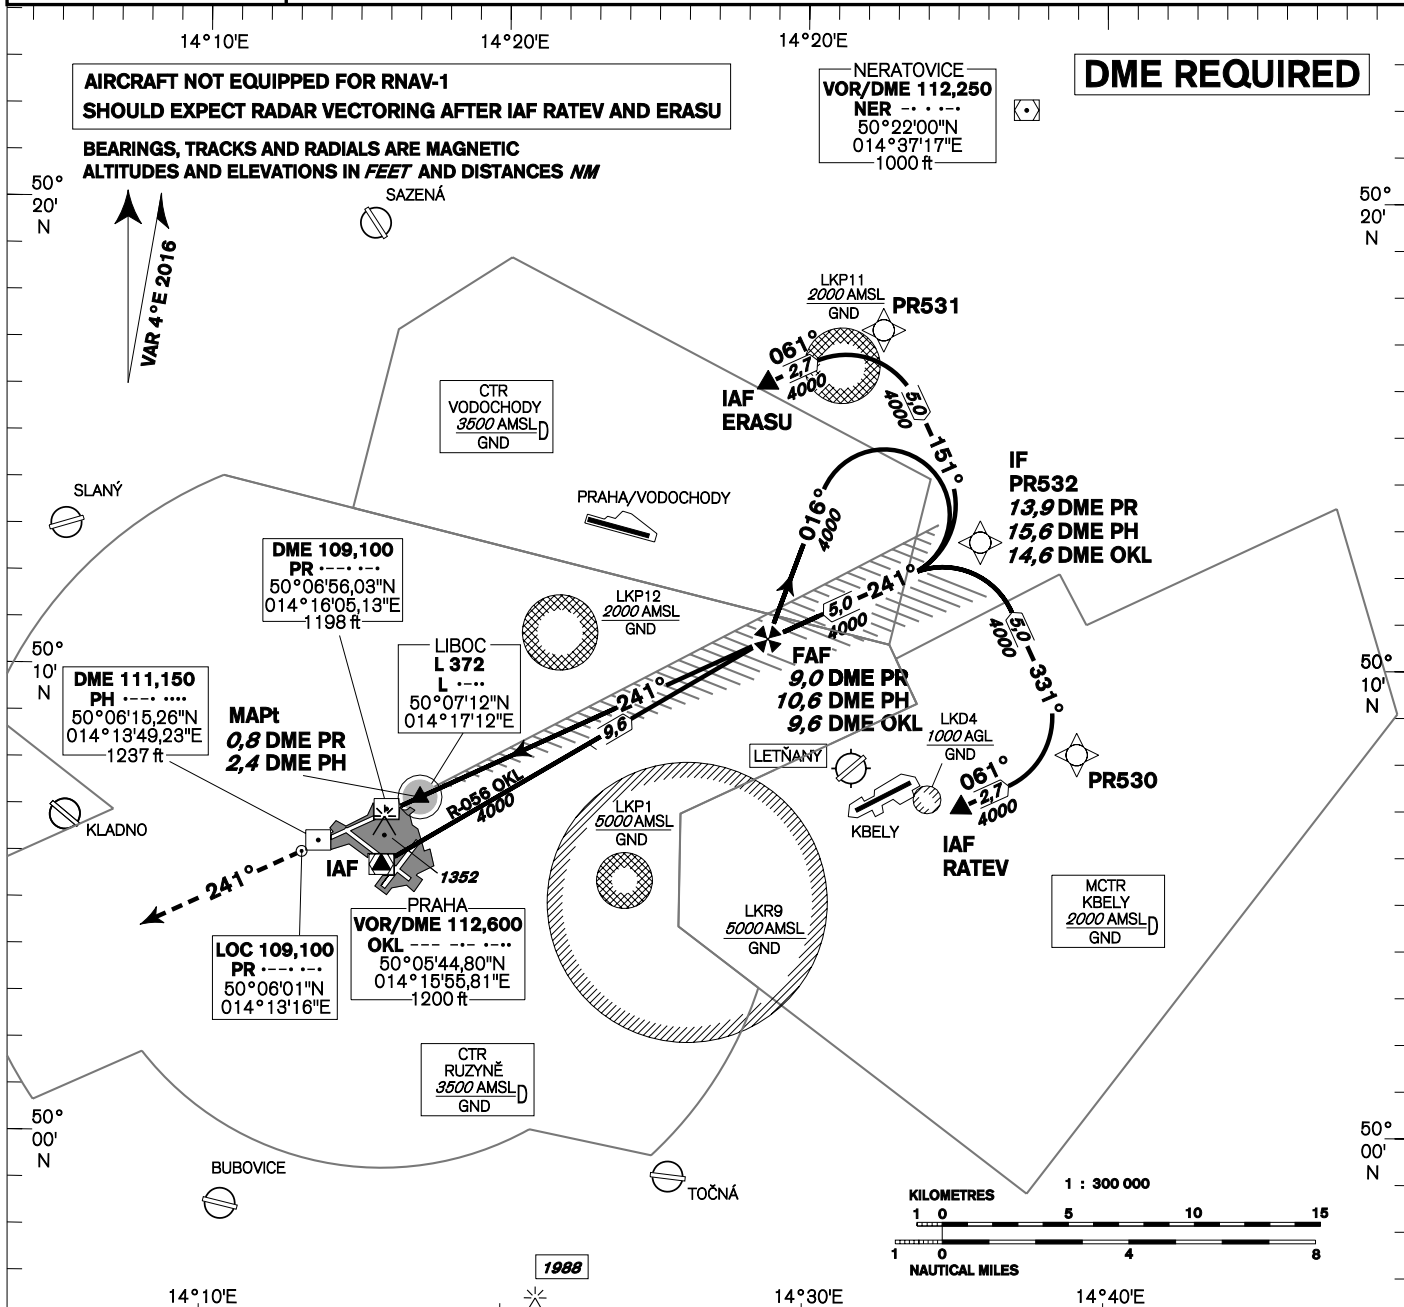 14°10'E
14°20'E
14°20'E
AIRCRAFT NOT EQUIPPED FOR RNAV-1
SHOULD EXPECT RADAR VECTORING AFTER IAF RATEV AND ERASU
BEARINGS, TRACKS AND RADIALS ARE MAGNETIC
ALTITUDES AND ELEVATIONS IN FEET AND DISTANCES NM
NERATOVICE
VOR/DME 112,250
NER -· · ·-·
50°22'00"N
014°37'17"E
1000 ft
DME REQUIRED
50°
20'
N
50°
20'
N
VAR 4°E 2016
SAZENÁ
LKP11
2000 AMSL
GND
PR531
061°
2,7
4000
IAF
ERASU
5,0
4000
151°
CTR
VODOCHODY
3500 AMSL
GND
D
IF
PR532
13,9 DME PR
15,6 DME PH
14,6 DME OKL
SLANÝ
PRAHA/VODOCHODY
016°
4000
DME 109,100
PR ·--· ·-·
50°06'56,03"N
014°16'05,13"E
1198 ft
LKP12
2000 AMSL
GND
241°
5,0
4000
5,0
4000
331°
LIBOC
L 372
L ·-··
50°07'12"N
014°17'12"E
FAF
9,0 DME PR
10,6 DME PH
9,6 DME OKL
50°
10'
N
50°
10'
N
DME 111,150
PH ·--· ····
50°06'15,26"N
014°13'49,23"E
1237 ft
MAPt
0,8 DME PR
2,4 DME PH
241°
9,6
R-056 OKL
4000
LETŇANY
LKD4
1000 AGL
GND
KBELY
061°
2,7
4000
PR530
IAF
RATEV
KLADNO
LKP1
5000 AMSL
GND
IAF
1352
241°
PRAHA
VOR/DME 112,600
OKL --- -·- ·-··
50°05'44,80"N
014°15'55,81"E
1200 ft
LKR9
5000 AMSL
GND
MCTR
KBELY
2000 AMSL
GND
D
LOC 109,100
PR ·--· ·-·
50°06'01"N
014°13'16"E
CTR
RUZYNĚ
3500 AMSL
GND
D
50°
00'
N
50°
00'
N
BUBOVICE
TOČNÁ
1 : 300 000
KILOMETRES
1 0 5 10 15
1 0 4 8
NAUTICAL MILES
1988
14°10'E
14°30'E
14°40'E